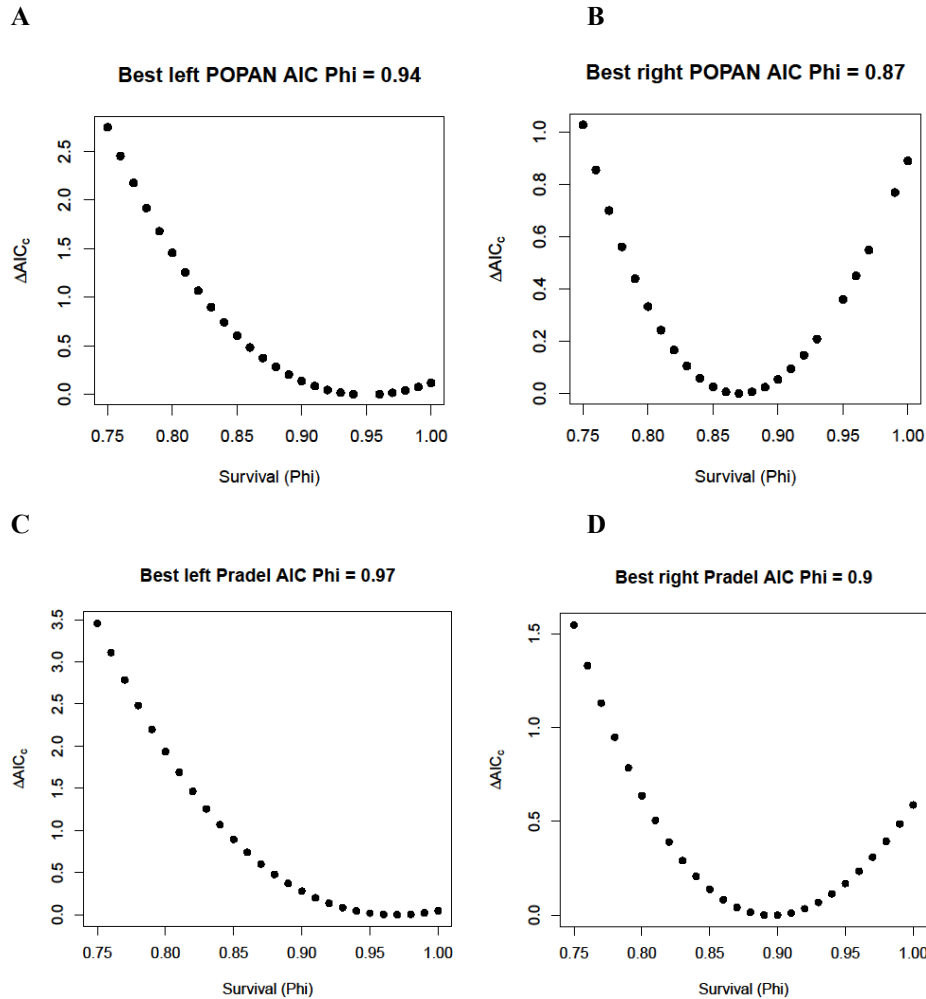 A
B
Best left POPAN AIC Phi = 0.94
Best right POPAN AIC Phi = 0.87
ΔAICc
0.0 0.5 1.0 1.5 2.0 2.5
0.75 0.80 0.85 0.90 0.95 1.00
Survival (Phi)
ΔAICc
0.0 0.2 0.4 0.6 0.8 1.0
0.75 0.80 0.85 0.90 0.95 1.00
Survival (Phi)
C
D
Best left Pradel AIC Phi = 0.97
Best right Pradel AIC Phi = 0.9
ΔAICc
0.0 0.5 1.0 1.5 2.0 2.5 3.0 3.5
0.75 0.80 0.85 0.90 0.95 1.00
Survival (Phi)
ΔAICc
0.0 0.5 1.0 1.5
0.75 0.80 0.85 0.90 0.95 1.00
Survival (Phi)